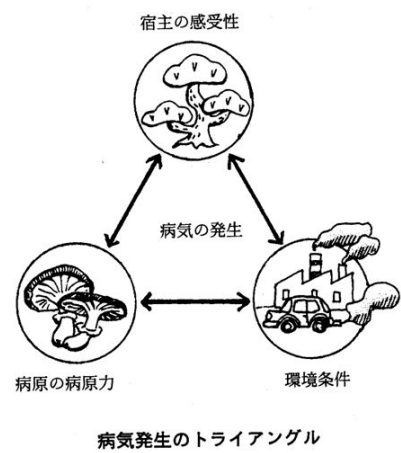 宿主の感受性
病気の発生
病原の病原力
環境条件
病気発生のトライアングル